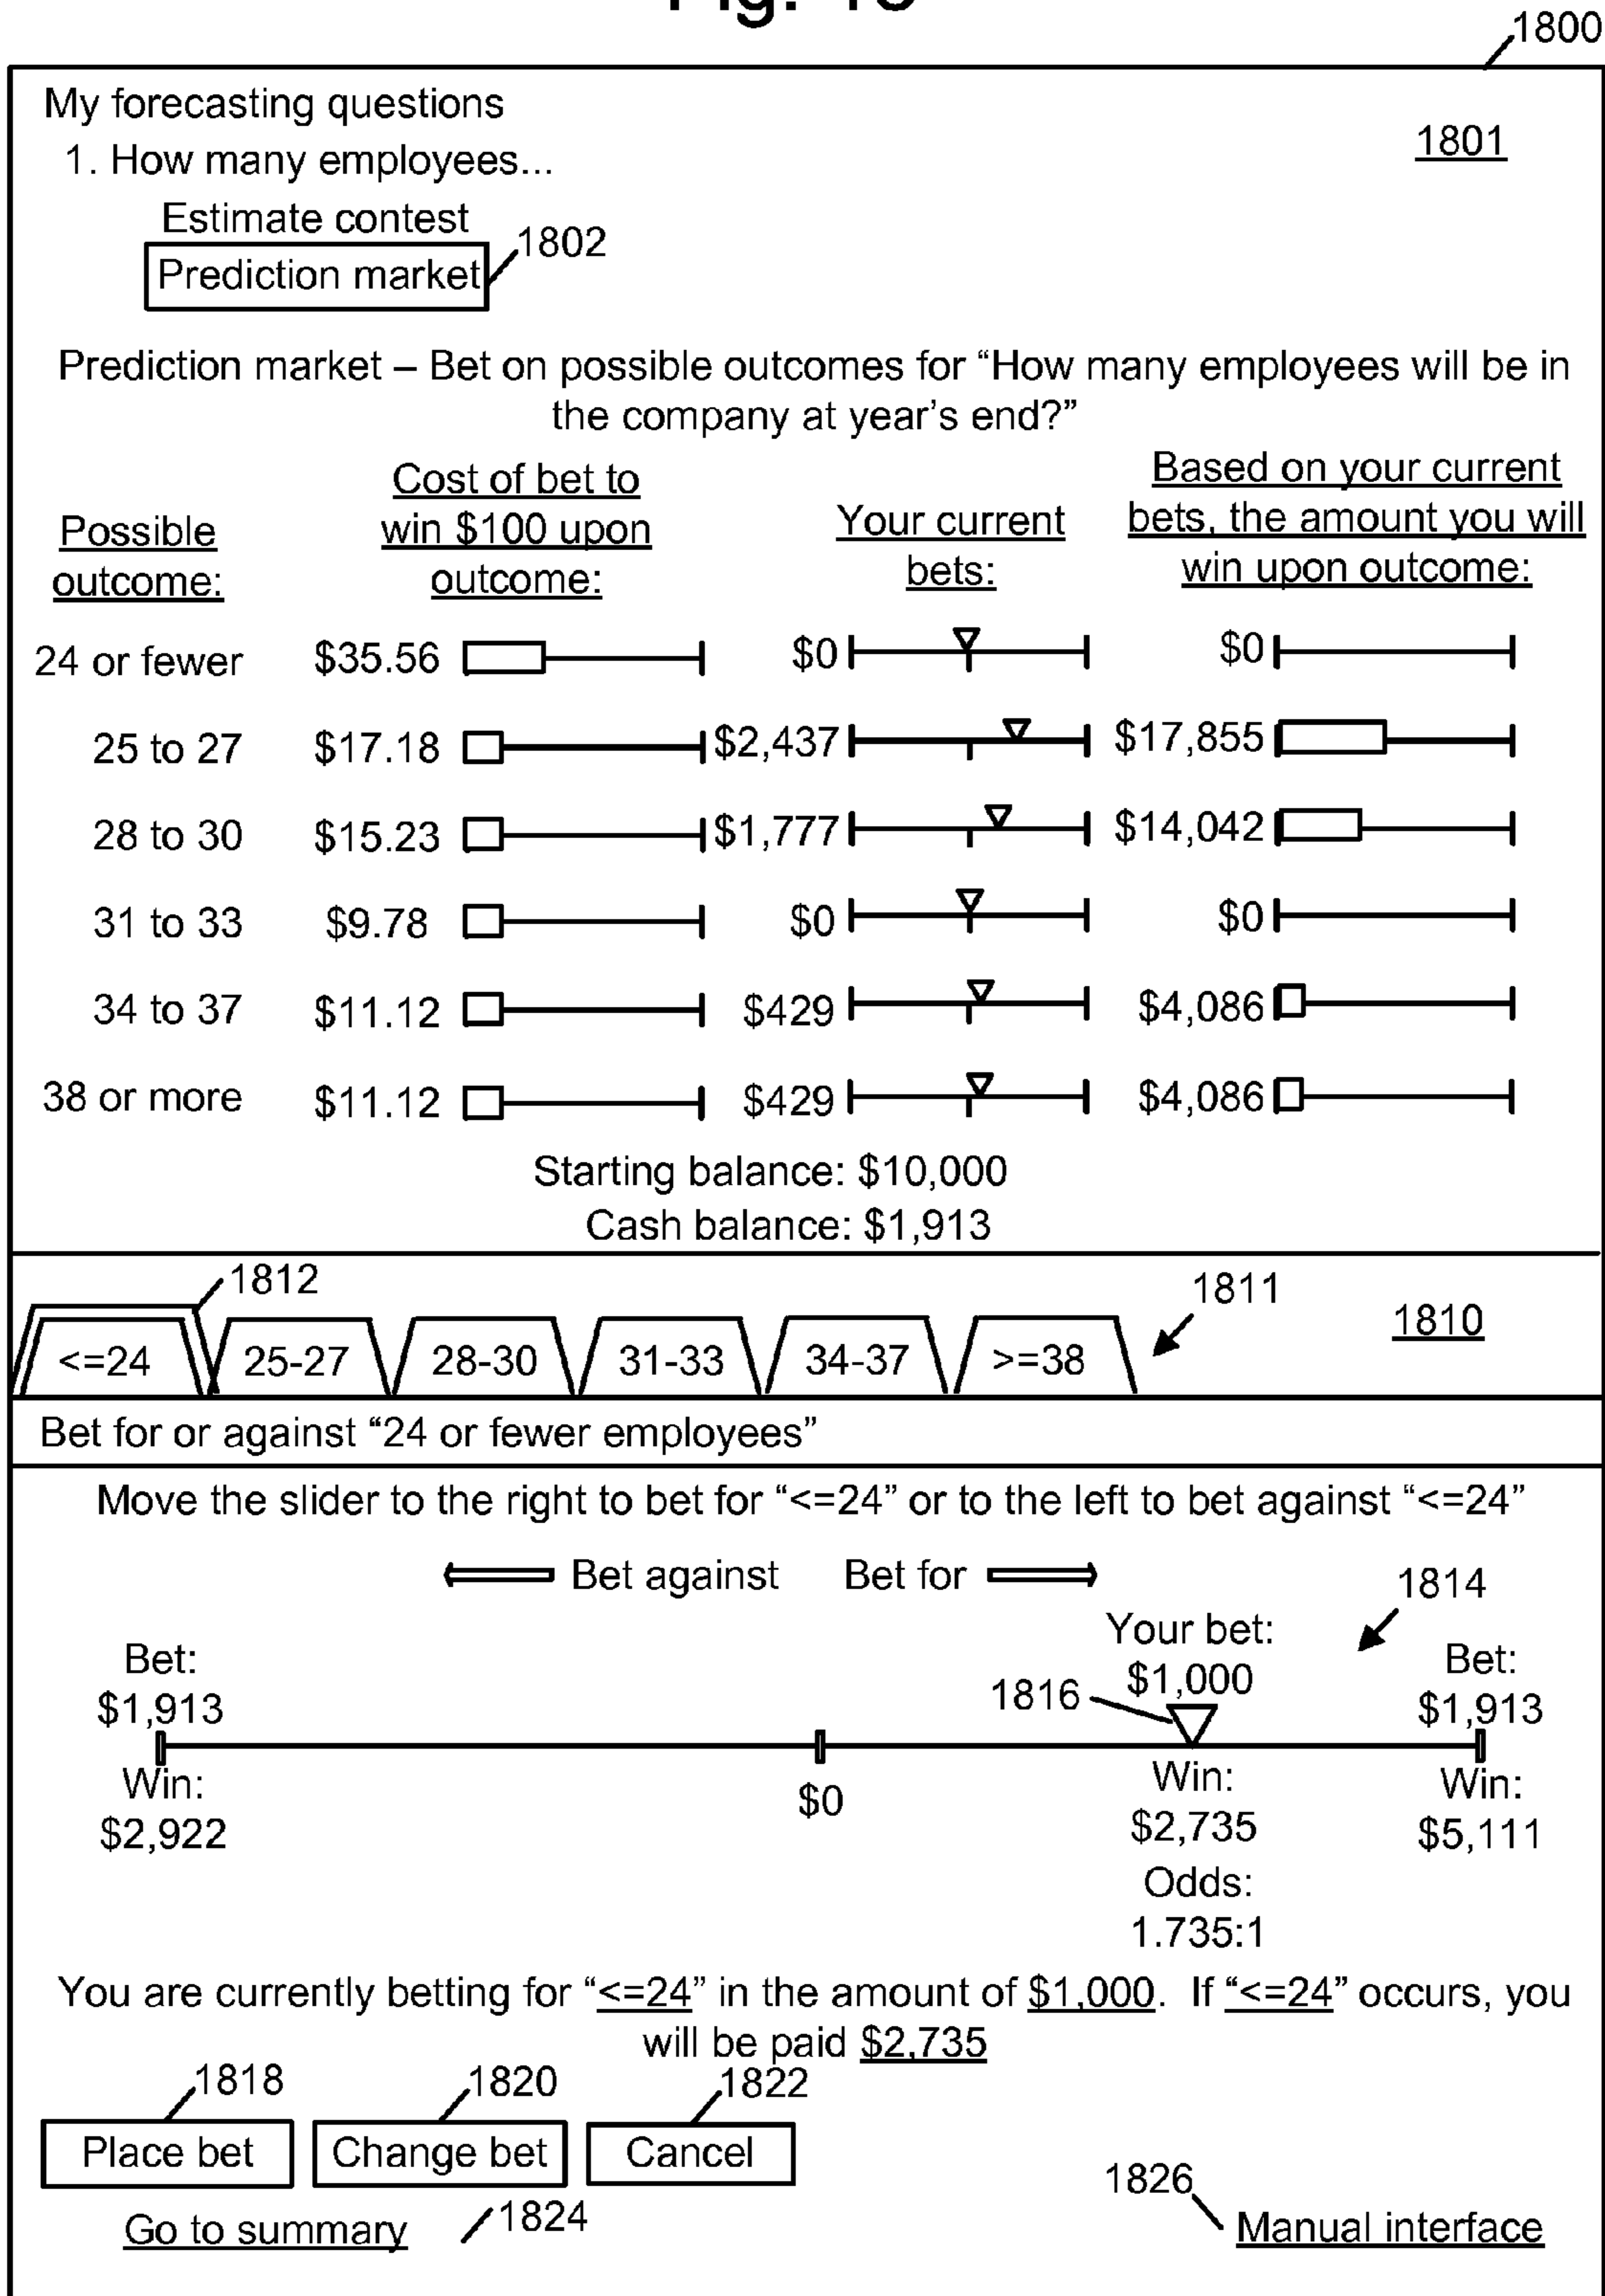 1800
My forecasting questions
1801
1. How many employees...
Estimate contest
1802
Prediction market
Prediction market – Bet on possible outcomes for “How many employees will be in
the company at year’s end?”
Possible outcome:
Cost of bet to win $100 upon outcome:
Your current bets:
Based on your current bets, the amount you will win upon outcome:
24 or fewer $35.56 $0 $0
25 to 27 $17.18 $2,437 $17,855
28 to 30 $15.23 $1,777 $14,042
31 to 33 $9.78 $0 $0
34 to 37 $11.12 $429 $4,086
38 or more $11.12 $429 $4,086
Starting balance: $10,000
Cash balance: $1,913
1812
1811
1810
<=24 25-27 28-30 31-33 34-37 >=38
Bet for or against “24 or fewer employees”
Move the slider to the right to bet for “<=24” or to the left to bet against “<=24”
Bet against Bet for
1814
Your bet:
$1,000
1816
Bet:
$1,913
Bet:
$1,913
Win:
$2,922
$0
Win:
$2,735
Odds:
1.735:1
Win:
$5,111
You are currently betting for “<=24” in the amount of $1,000. If “<=24” occurs, you
will be paid $2,735
1818 1820 1822
Place bet Change bet Cancel
1826
Go to summary 1824
Manual interface